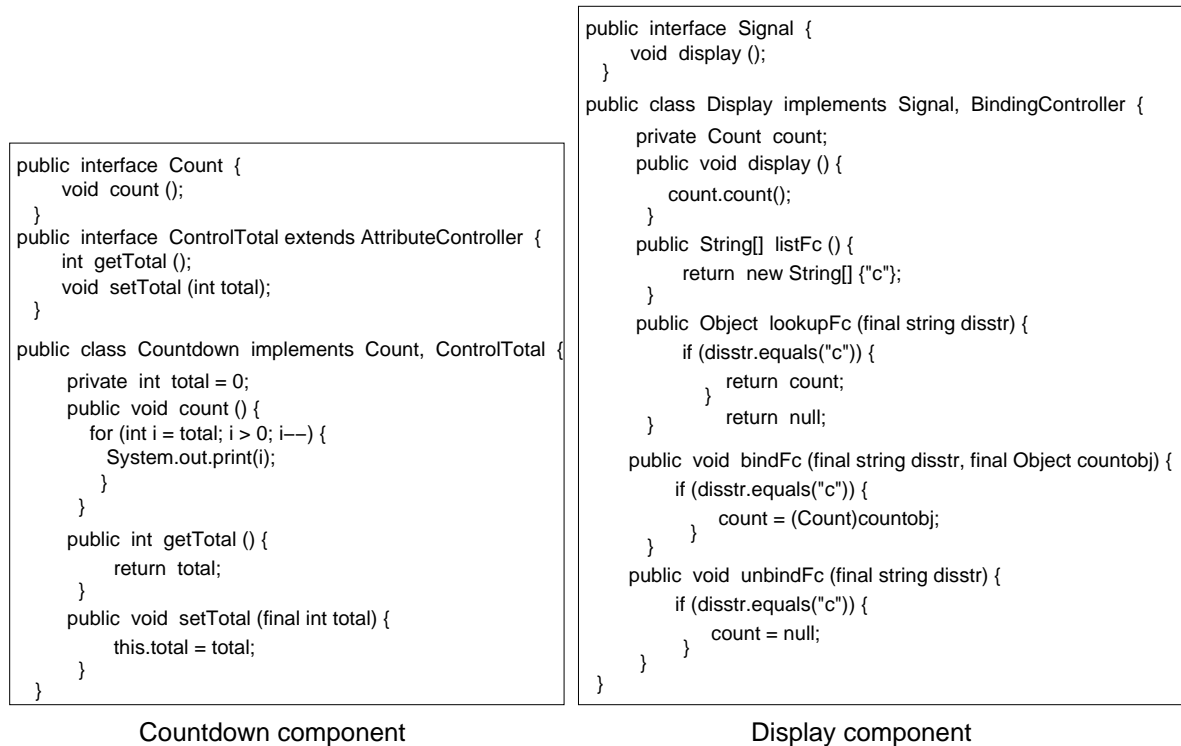 public interface Count {
void count ();
}
public interface ControlTotal extends AttributeController {
int getTotal ();
void setTotal (int total);
}
public class Countdown implements Count, ControlTotal {
private int total = 0;
public void count () {
for (int i = total; i > 0; i−−) {
System.out.print(i);
}
}
public int getTotal () {
return total;
}
public void setTotal (final int total) {
this.total = total;
}
}
Countdown component
public interface Signal {
void display ();
}
public class Display implements Signal, BindingController {
private Count count;
public void display () {
count.count();
}
public String[] listFc () {
return new String[] {"c"};
}
public Object lookupFc (final string disstr) {
if (disstr.equals("c")) {
return count;
}
return null;
}
public void bindFc (final string disstr, final Object countobj) {
if (disstr.equals("c")) {
count = (Count)countobj;
}
}
public void unbindFc (final string disstr) {
if (disstr.equals("c")) {
count = null;
}
}
}
Display component